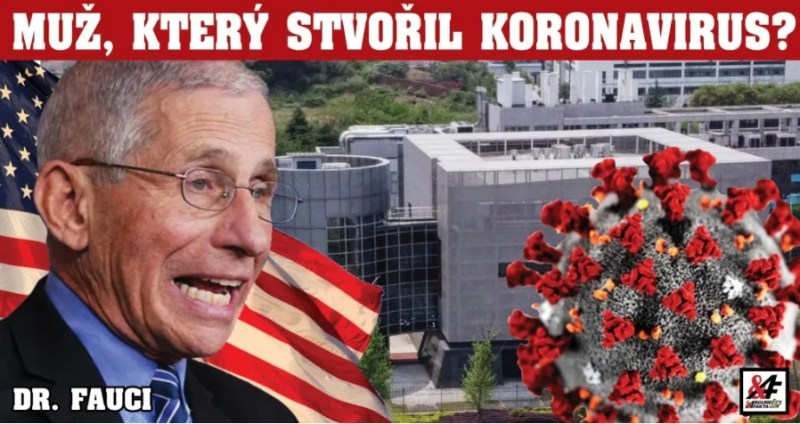 MUŽ, KTERÝ STVOŘIL KORONAVIRUS?
DR. FAUCI